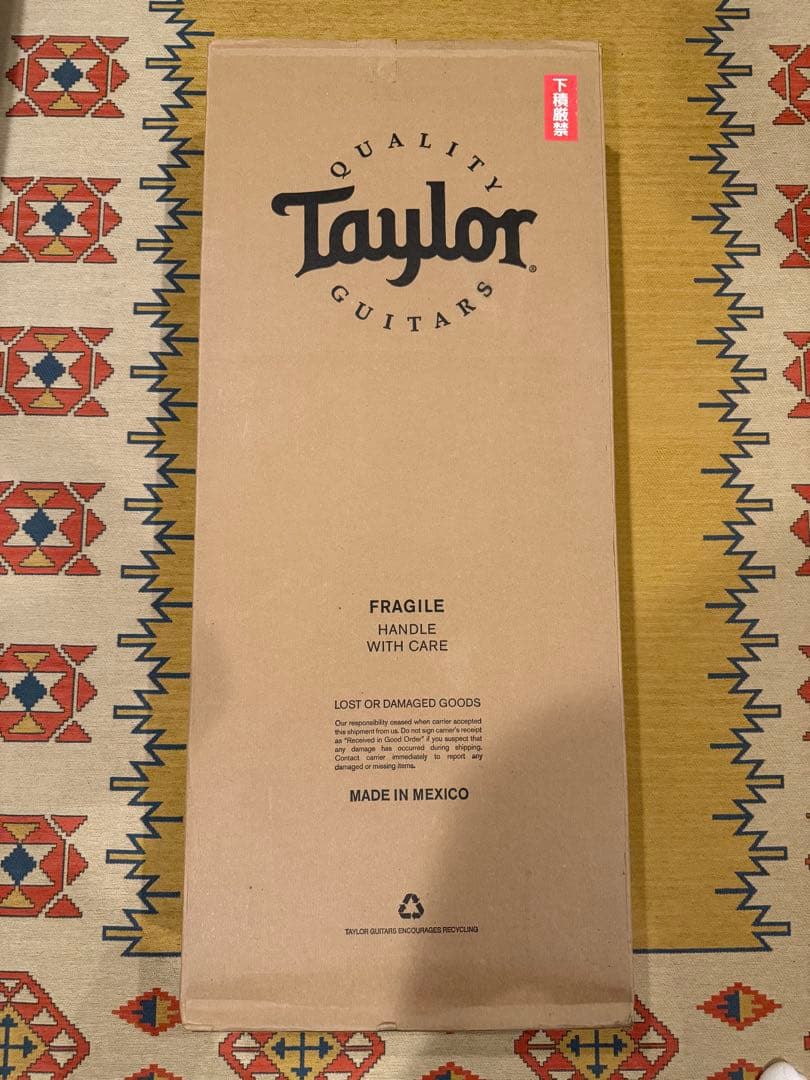 下積厳禁
QUALITY
Taylor®
GUITARS
FRAGILE
HANDLE
WITH CARE
LOST OR DAMAGED GOODS
Our responsibility ceased when carrier accepted
this shipment from us. Do not sign carrier's receipt
as "Received in Good Order" if you suspect that
any damage has occurred during shipping.
Contact carrier immediately to report any
damaged or missing items.
MADE IN MEXICO
TAYLOR GUITARS ENCOURAGES RECYCLING